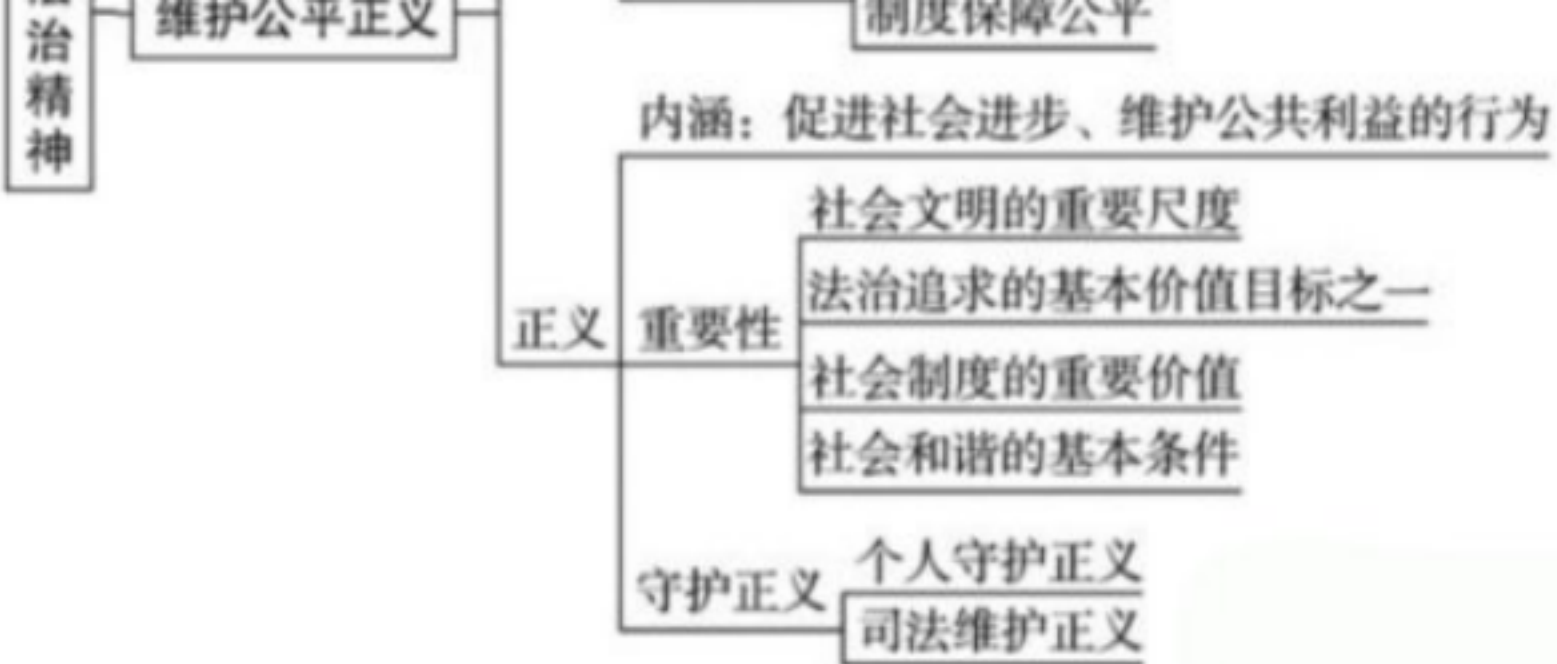 治精神
维护公平正义
制度保障公平
内涵：促进社会进步、维护公共利益的行为
社会文明的重要尺度
法治追求的基本价值目标之一
正义
重要性
社会制度的重要价值
社会和谐的基本条件
守护正义
个人守护正义
司法维护正义